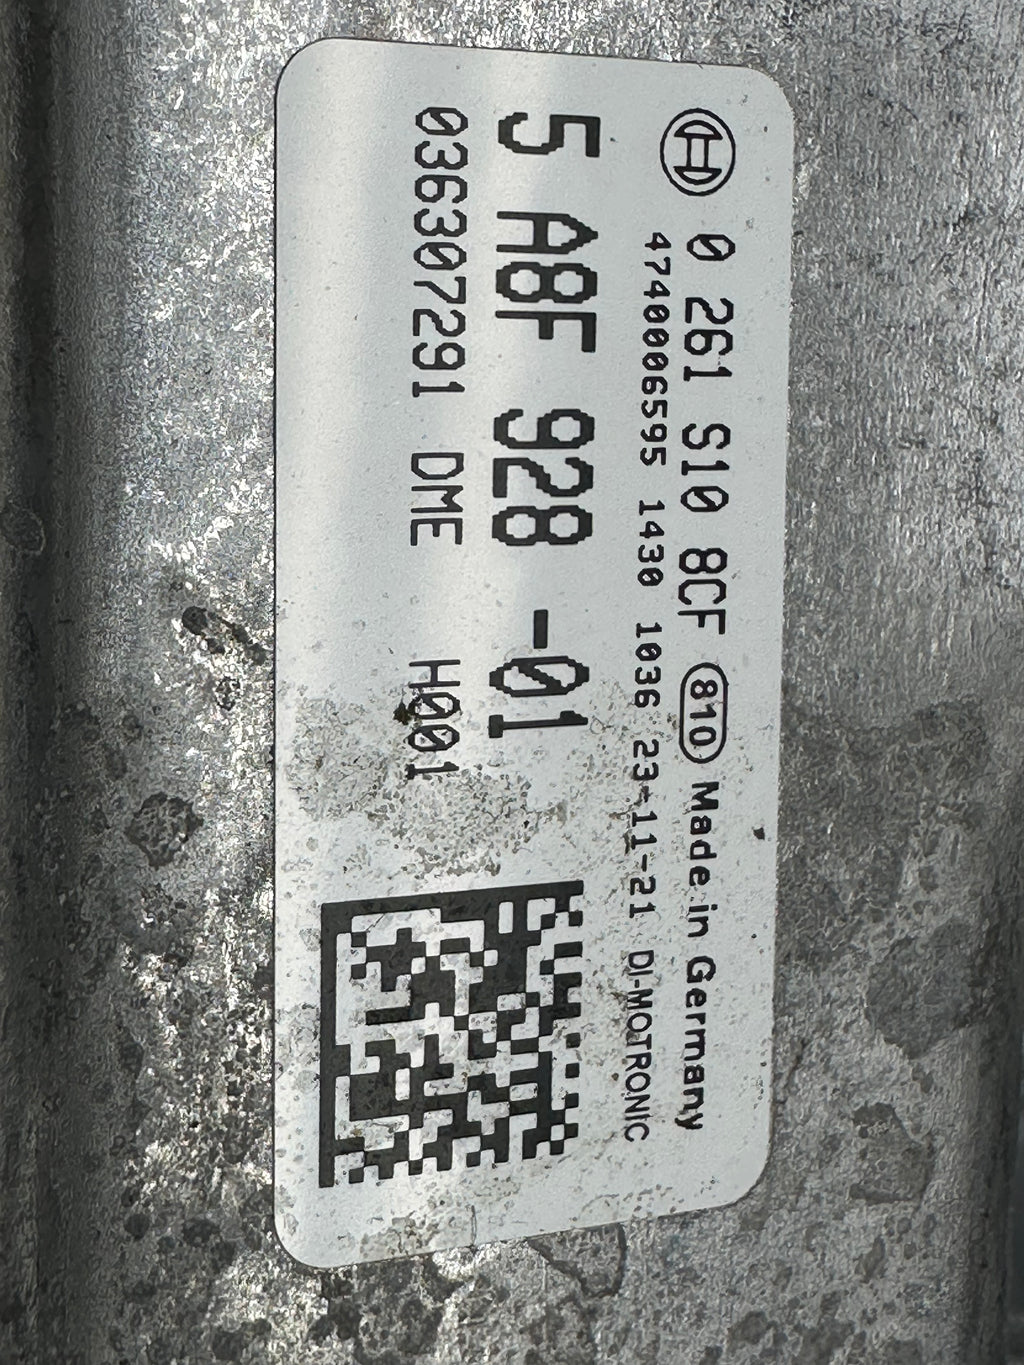 0 261 S10 8CF 810 Made in Germany
4740006595 1430 1036 23-11-21 DI-MOTRONIC
5 A8F 928 -01
036307291 DME H001